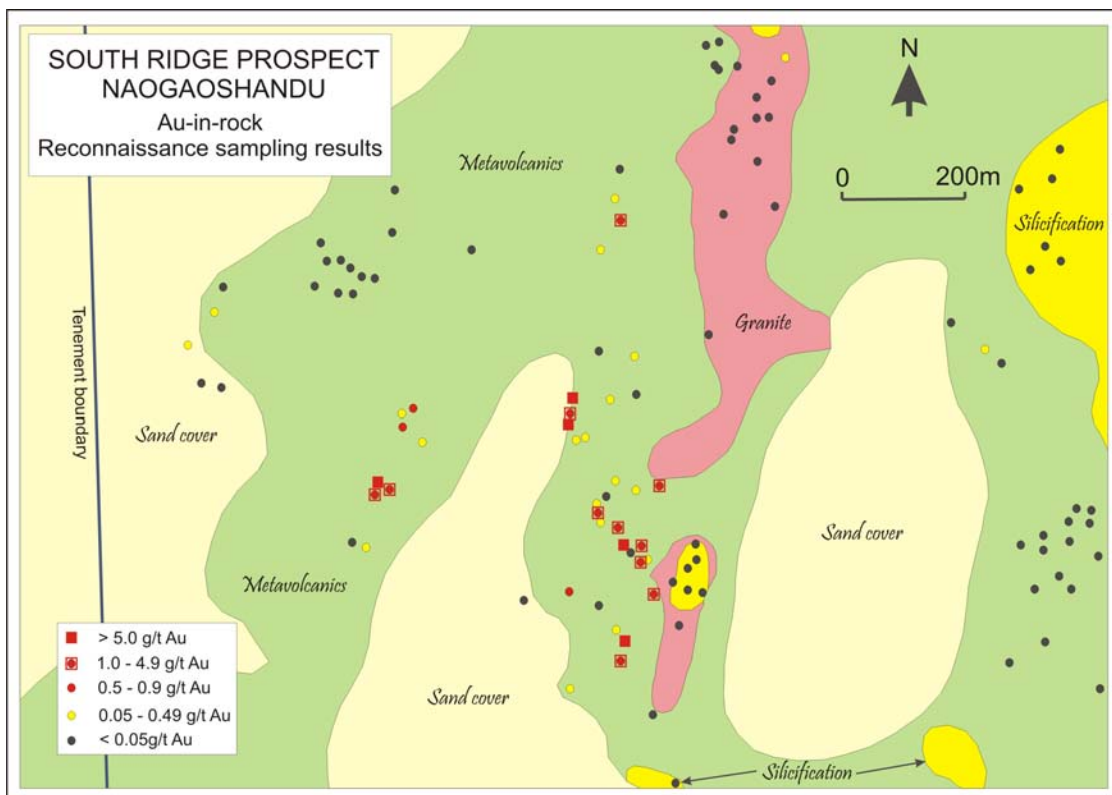 SOUTH RIDGE PROSPECT
NAOGAOSHANDU
Au-in-rock
Reconnaissance sampling results
N
0 200m
Metavolcanics
Silicification
Granite
Tenement boundary
Sand cover
Sand cover
Metavolcanics
Sand cover
Silicification
> 5.0 g/t Au
1.0 - 4.9 g/t Au
0.5 - 0.9 g/t Au
0.05 - 0.49 g/t Au
< 0.05g/t Au